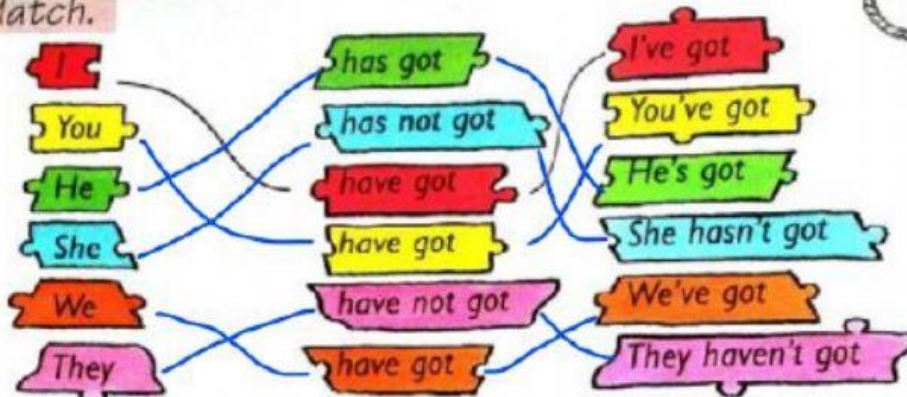 Match.
I
has got
I've got
You
has not got
You've got
He
have got
He's got
She
have got
She hasn't got
We
have not got
We've got
They
have got
They haven't got